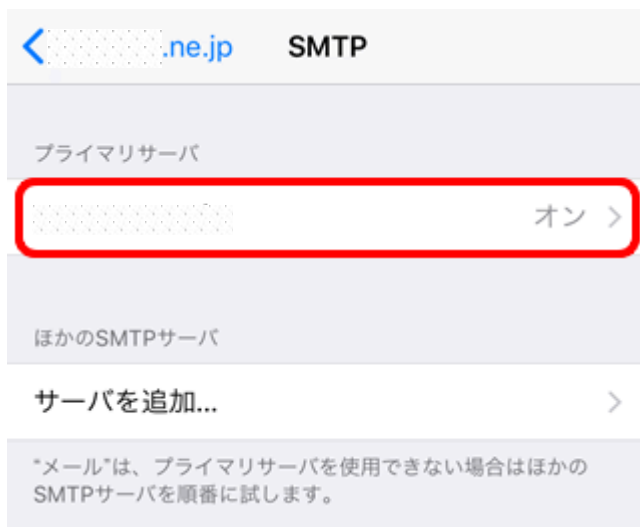 .ne.jp SMTP
プライマリサーバ
オン
ほかのSMTPサーバ
サーバを追加...
“メール”は、プライマリサーバを使用できない場合はほかの
SMTPサーバを順番に試します。